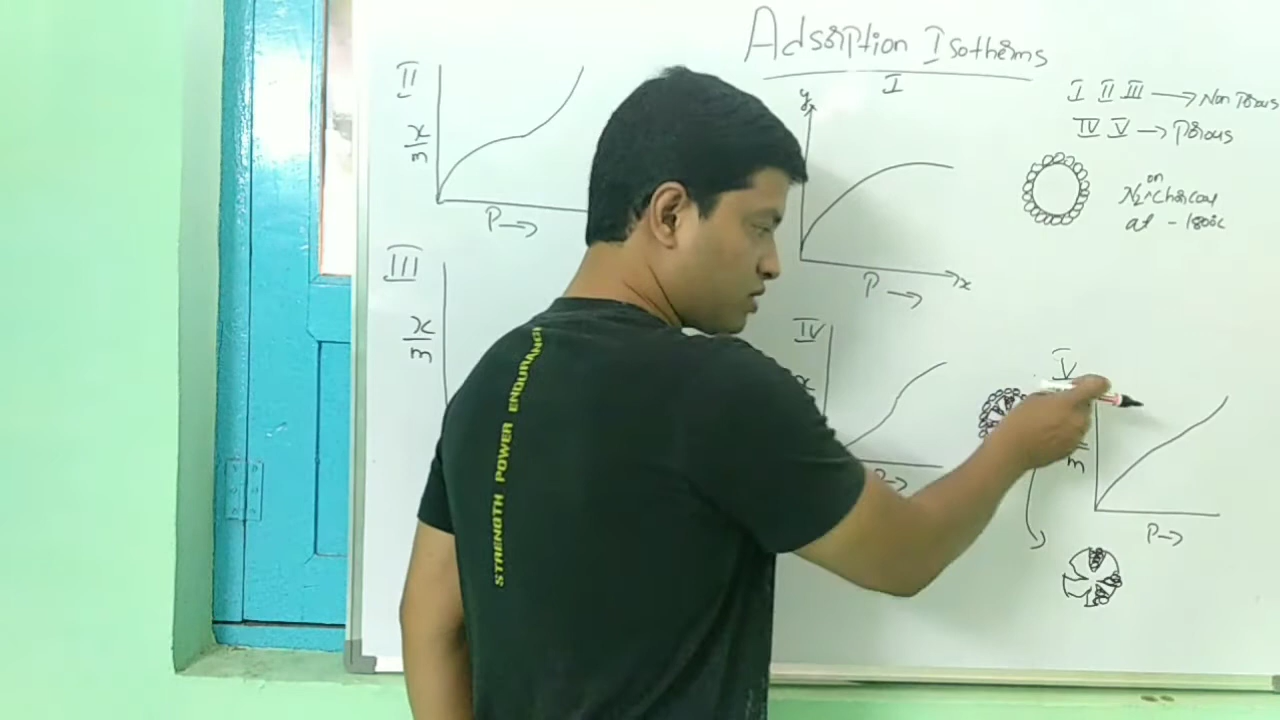 Adsorption Isotherms
I
y
P →
x
I II III → Non Porous
IV V → Porous
N2 on Charcoal
at - 180°c
II
x
m
P →
III
x
m
IV
x
P →
V
m
P →
STRENGTH POWER ENDURANCE